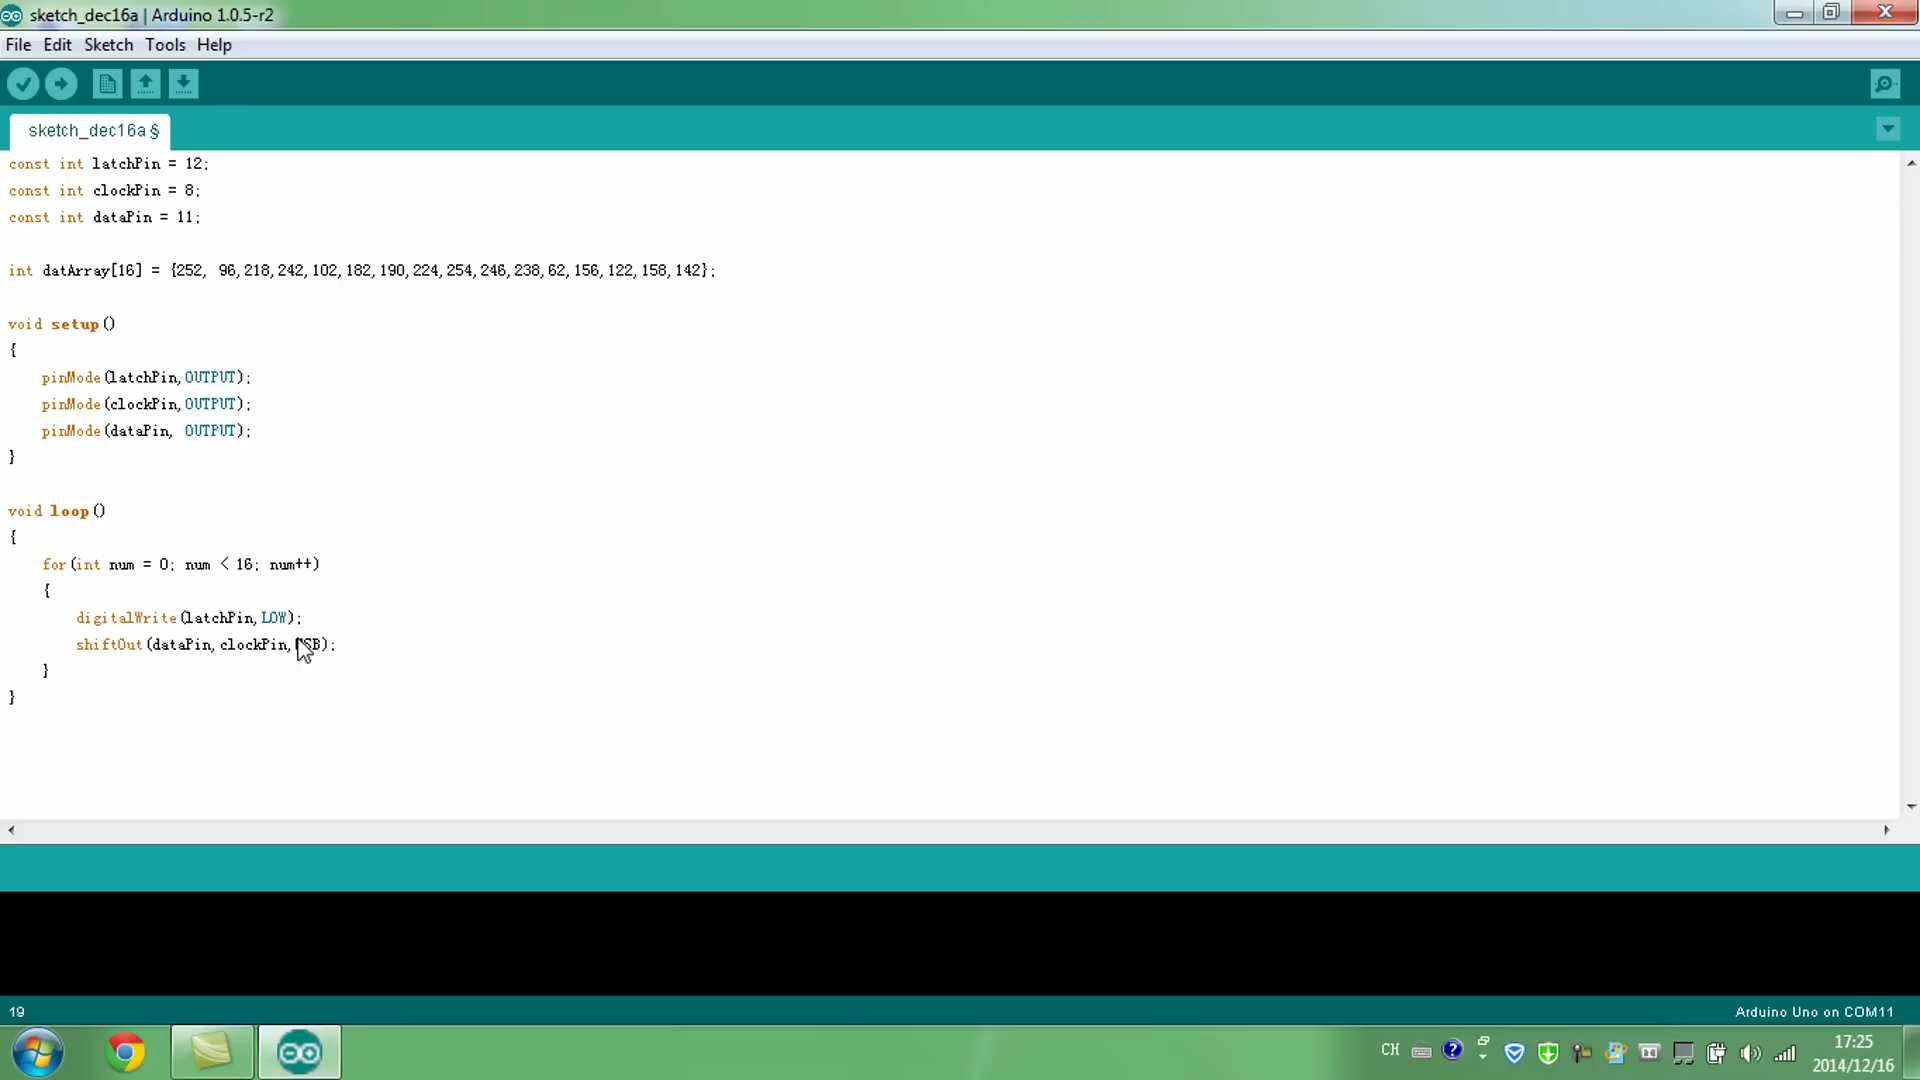 sketch_dec16a | Arduino 1.0.5-r2
File Edit Sketch Tools Help
sketch_dec16a §
const int latchPin = 12;
const int clockPin = 8;
const int dataPin = 11;
int datArray[16] = {252, 96,218,242,102,182,190,224,254,246,238,62,156,122,158,142};
void setup()
{
pinMode(latchPin,OUTPUT);
pinMode(clockPin,OUTPUT);
pinMode(dataPin, OUTPUT);
}
void loop()
{
for(int num = 0; num < 16; num++)
{
digitalWrite(latchPin,LOW);
shiftOut(dataPin,clockPin,
}
}
19
Arduino Uno on COM11
CH
17:25
2014/12/16